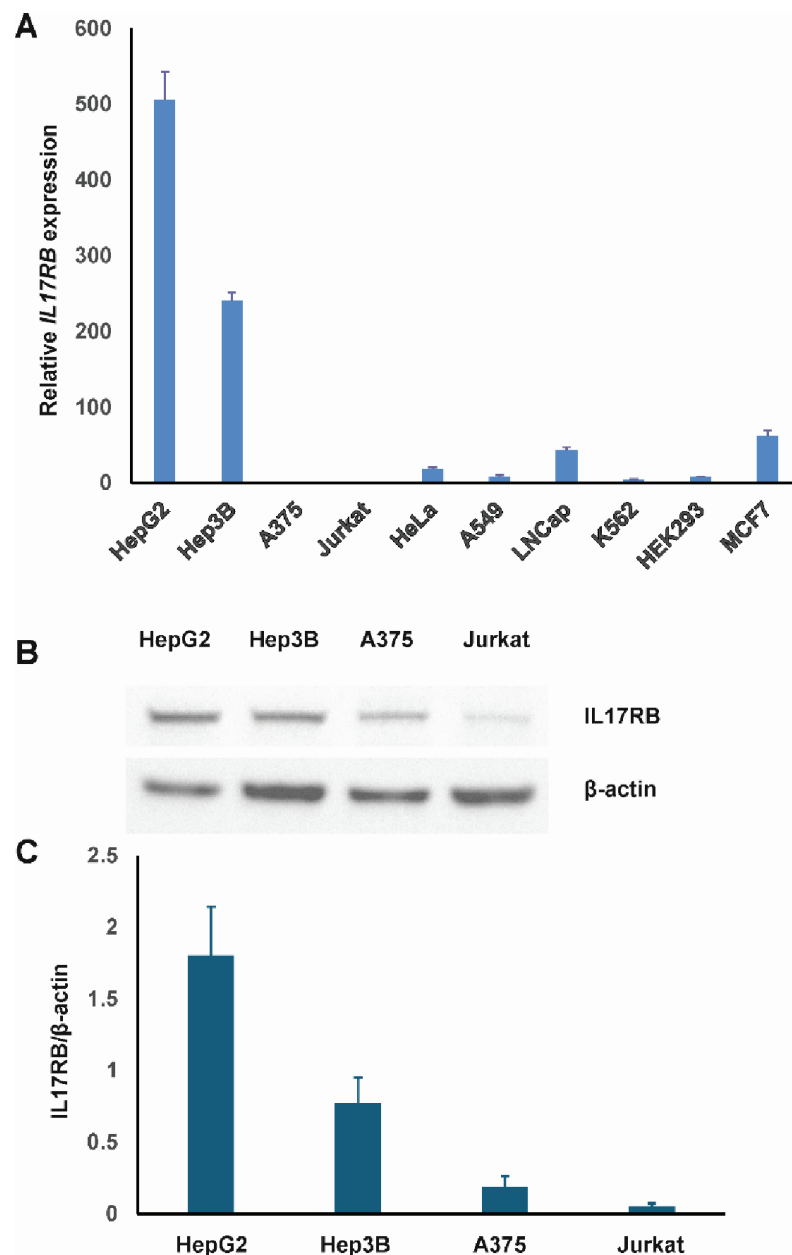 A
600
500
400
300
200
100
0
Relative IL17RB expression
HepG2
Hep3B
A375
Jurkat
HeLa
A549
LNCap
K562
HEK293
MCF7
B
HepG2 Hep3B A375 Jurkat
IL17RB
β-actin
C
2.5
2
1.5
1
0.5
0
IL17RB/β-actin
HepG2 Hep3B A375 Jurkat